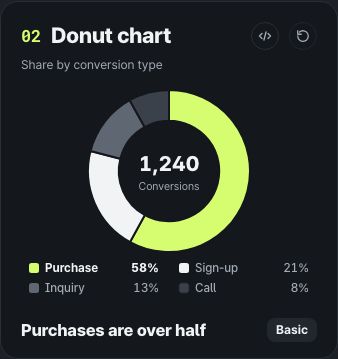 02 Donut chart
Share by conversion type
1,240
Conversions
Purchase 58% Sign-up 21%
Inquiry 13% Call 8%
Purchases are over half Basic